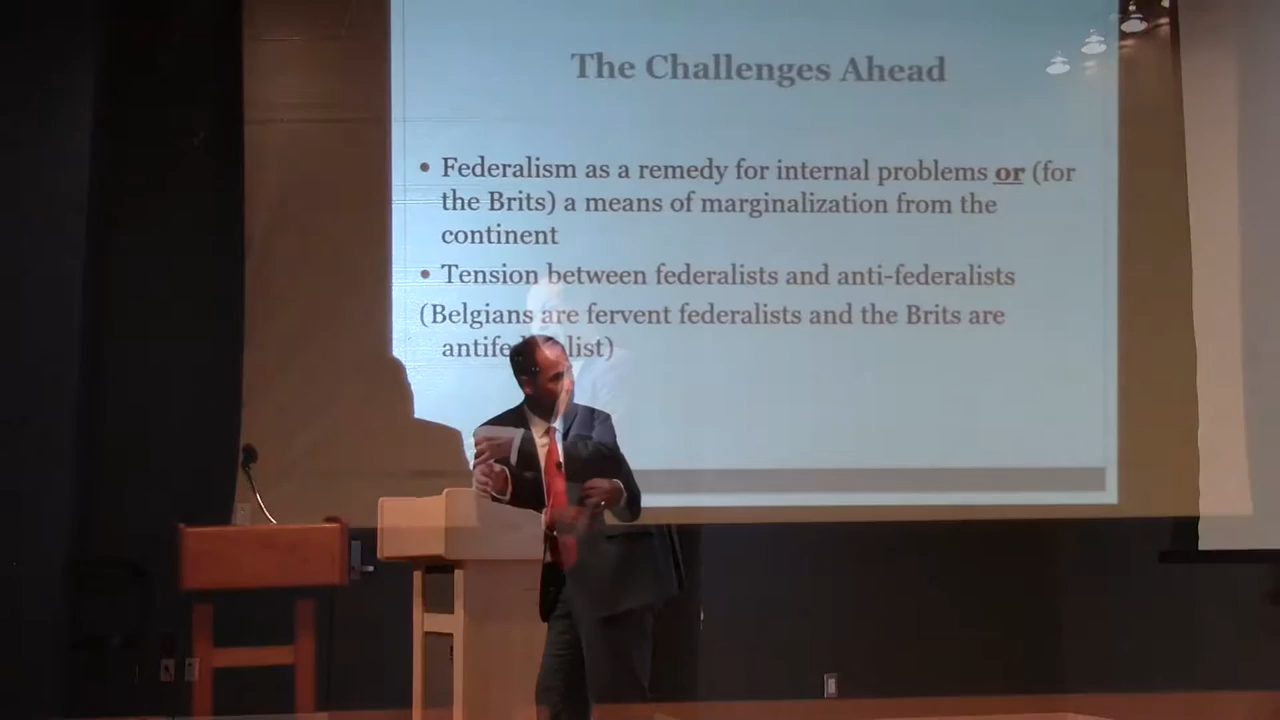 The Challenges Ahead
• Federalism as a remedy for internal problems or (for
the Brits) a means of marginalization from the
continent
• Tension between federalists and anti-federalists
(Belgians are fervent federalists and the Brits are
antife list)